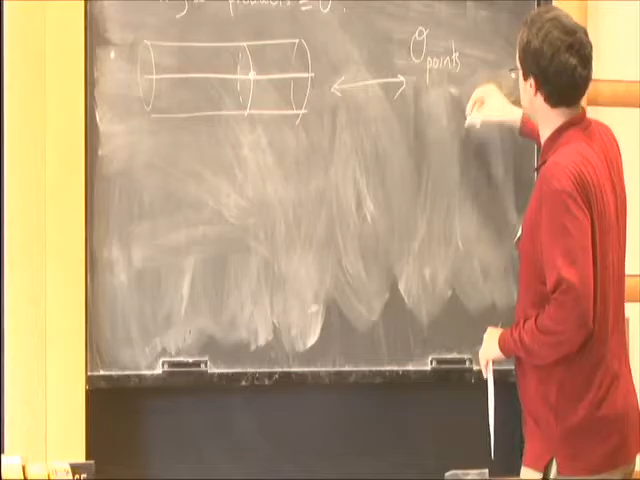 products = 0.
O points